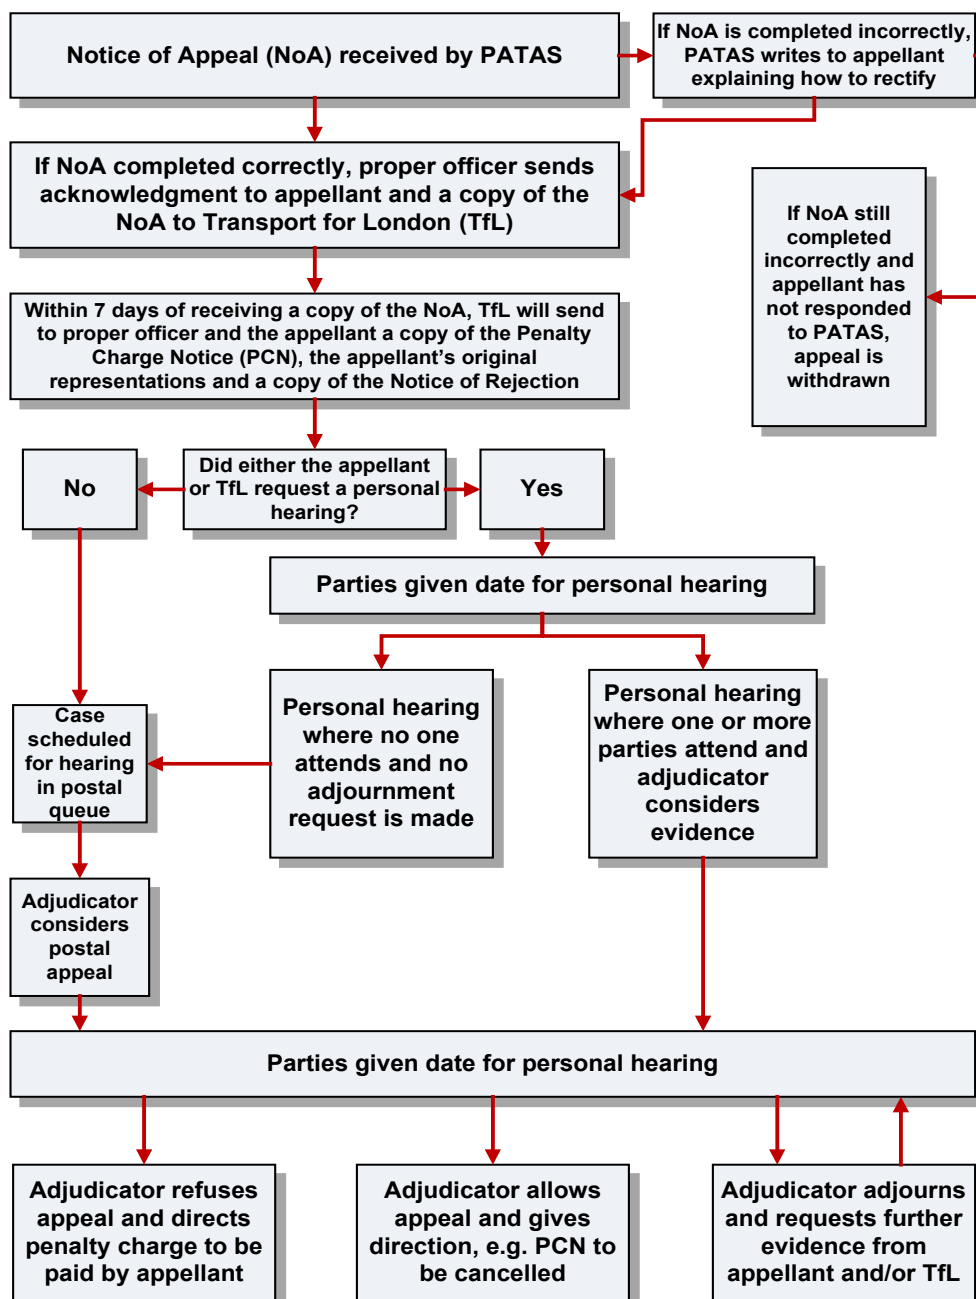 Notice of Appeal (NoA) received by PATAS
If NoA is completed incorrectly,
PATAS writes to appellant
explaining how to rectify
If NoA completed correctly, proper officer sends
acknowledgment to appellant and a copy of the
NoA to Transport for London (TfL)
If NoA still
completed
incorrectly and
appellant has
not responded
to PATAS,
appeal is
withdrawn
Within 7 days of receiving a copy of the NoA, TfL will send
to proper officer and the appellant a copy of the Penalty
Charge Notice (PCN), the appellant's original
representations and a copy of the Notice of Rejection
No
Did either the appellant
or TfL request a personal
hearing?
Yes
Parties given date for personal hearing
Case
scheduled
for hearing
in postal
queue
Personal hearing
where no one
attends and no
adjournment
request is made
Personal hearing
where one or more
parties attend and
adjudicator
considers
evidence
Adjudicator
considers
postal
appeal
Parties given date for personal hearing
Adjudicator refuses
appeal and directs
penalty charge to be
paid by appellant
Adjudicator allows
appeal and gives
direction, e.g. PCN to
be cancelled
Adjudicator adjourns
and requests further
evidence from
appellant and/or TfL